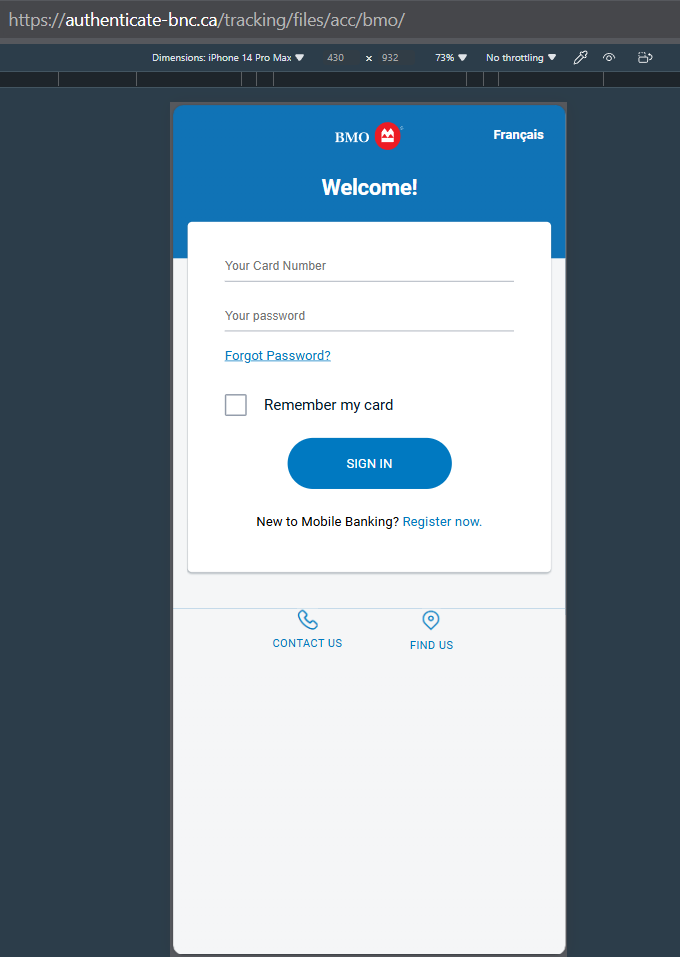 https://authenticate-bnc.ca/tracking/files/acc/bmo/
Dimensions: iPhone 14 Pro Max ▼ 430 x 932 73% ▼ No throttling ▼
BMO
Français
Welcome!
Your Card Number
Your password
Forgot Password?
Remember my card
SIGN IN
New to Mobile Banking? Register now.
CONTACT US
FIND US